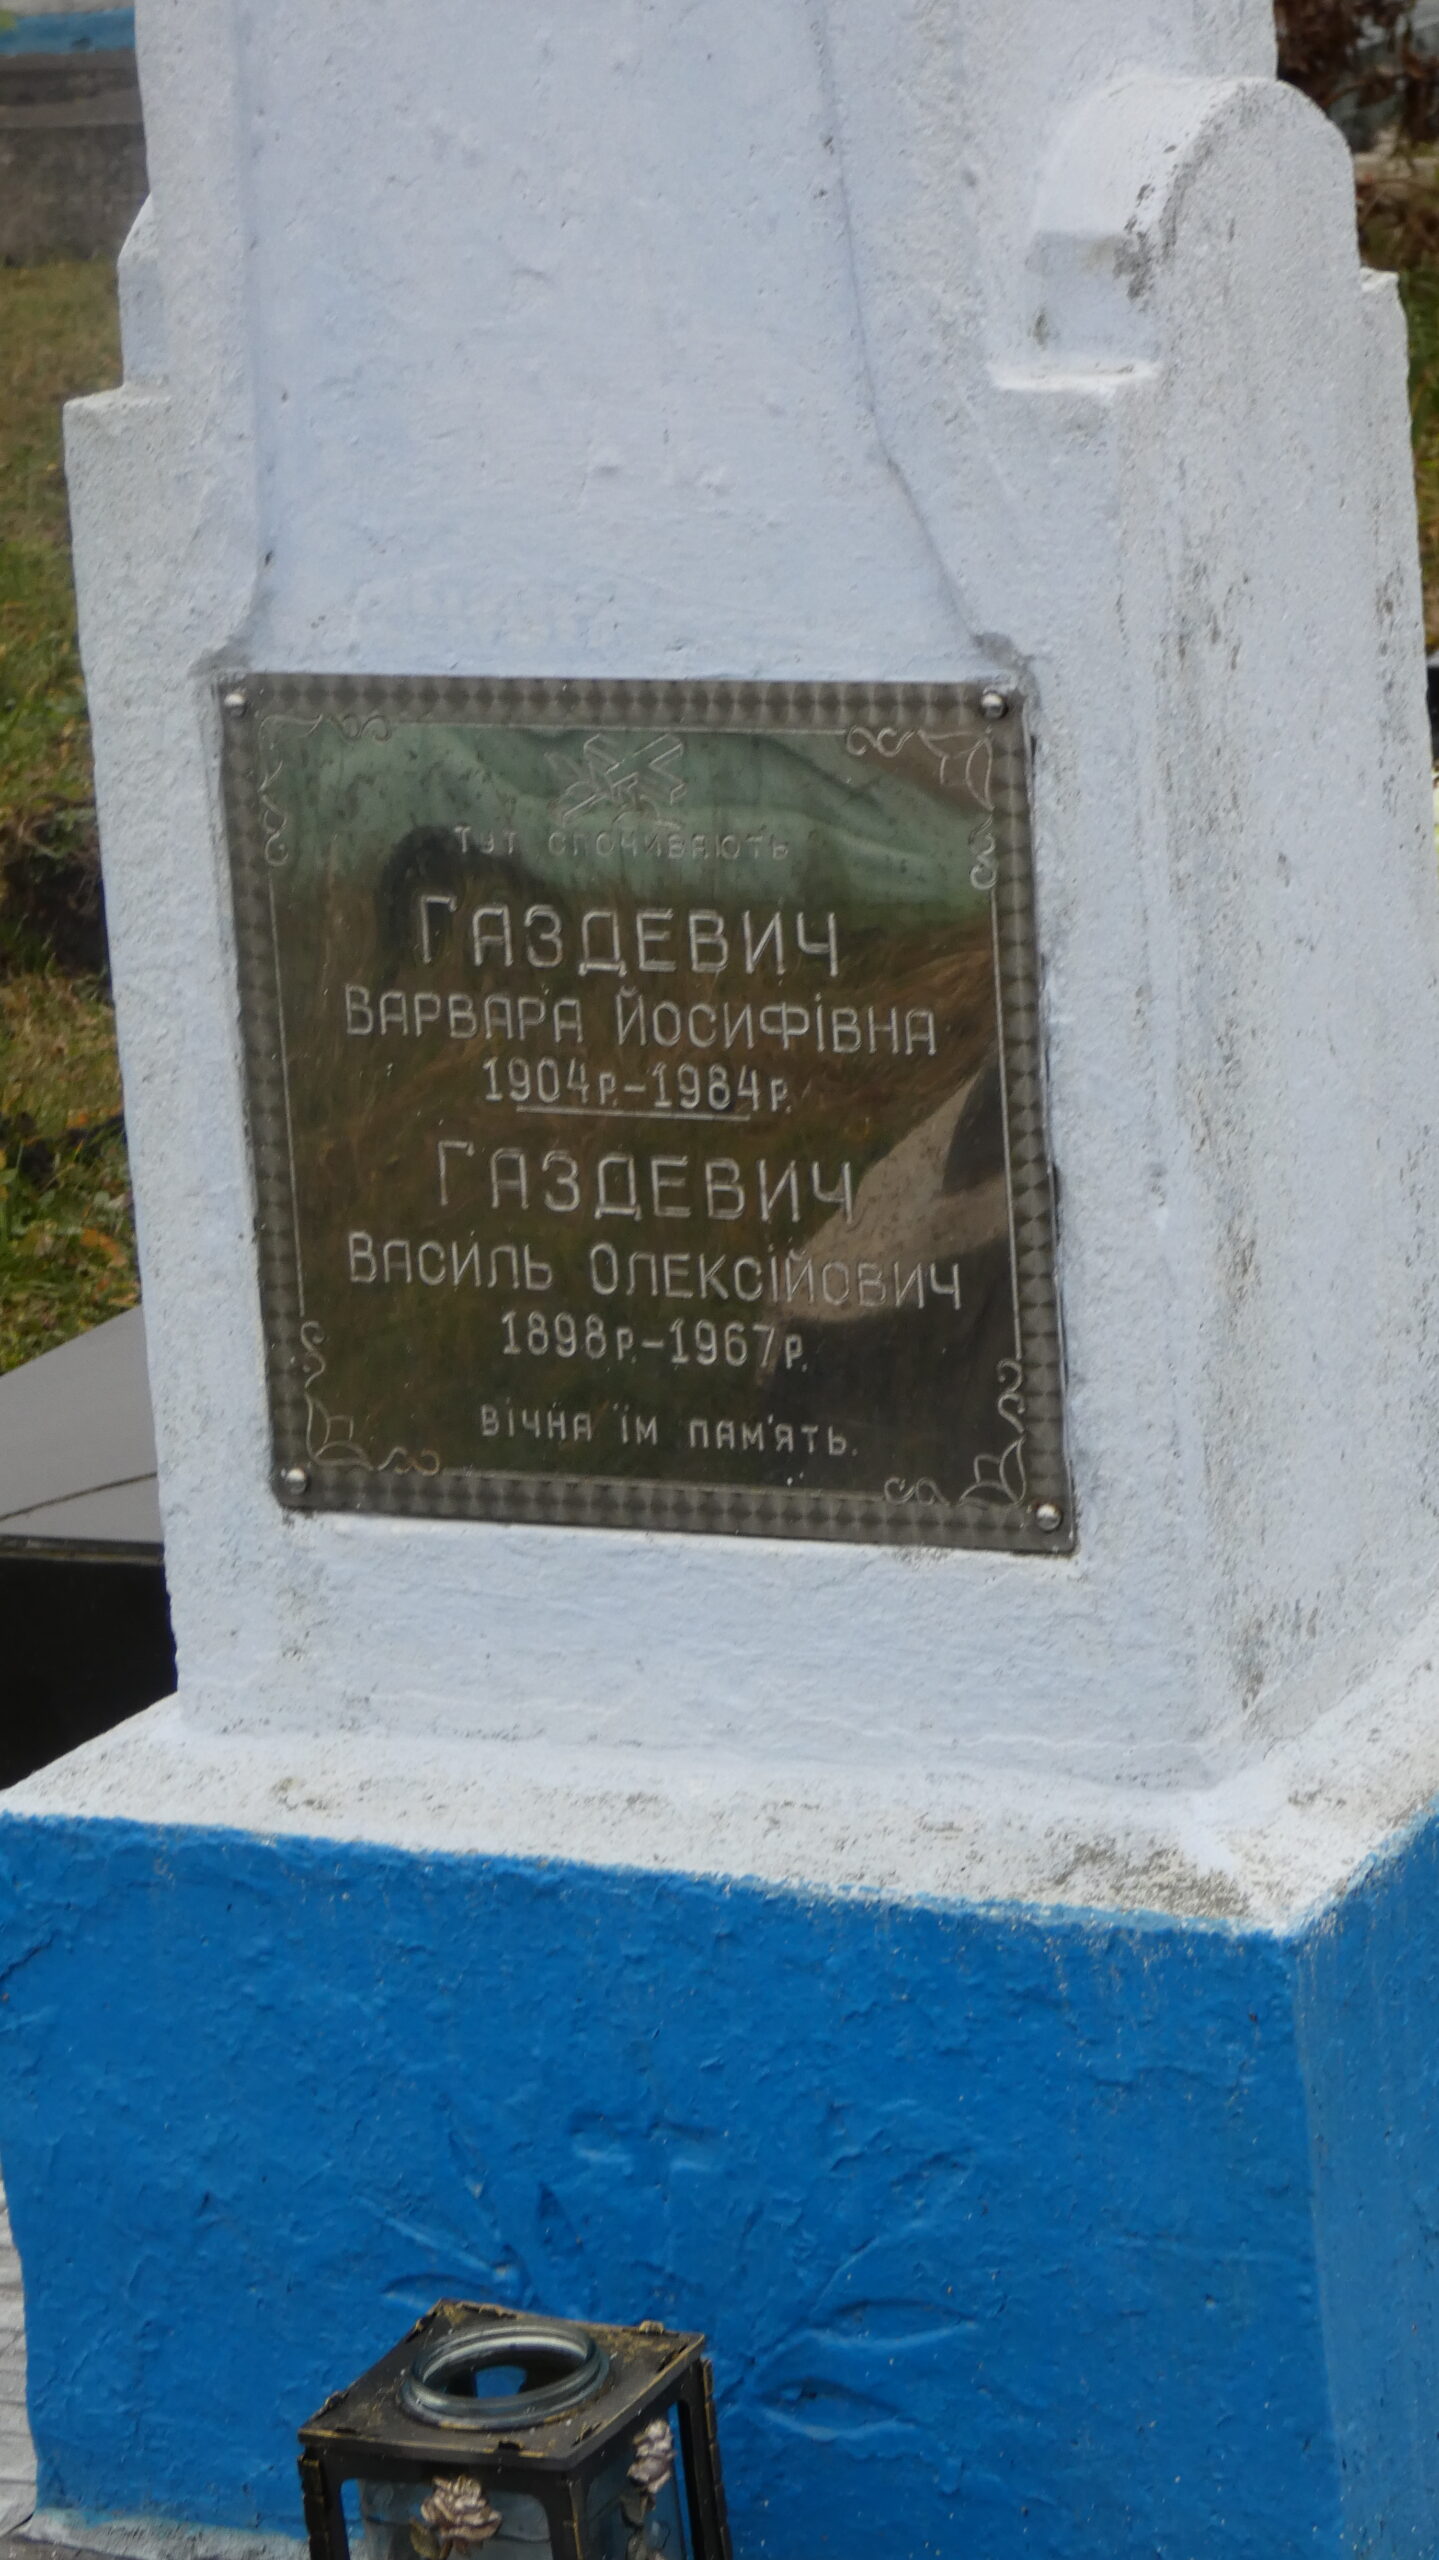 Тут спочивають
Газдевич
Варвара Йосифівна
1904р.-1984р.
Газдевич
Василь Олексійович
1898р.-1967р.
вічна їм пам'ять.